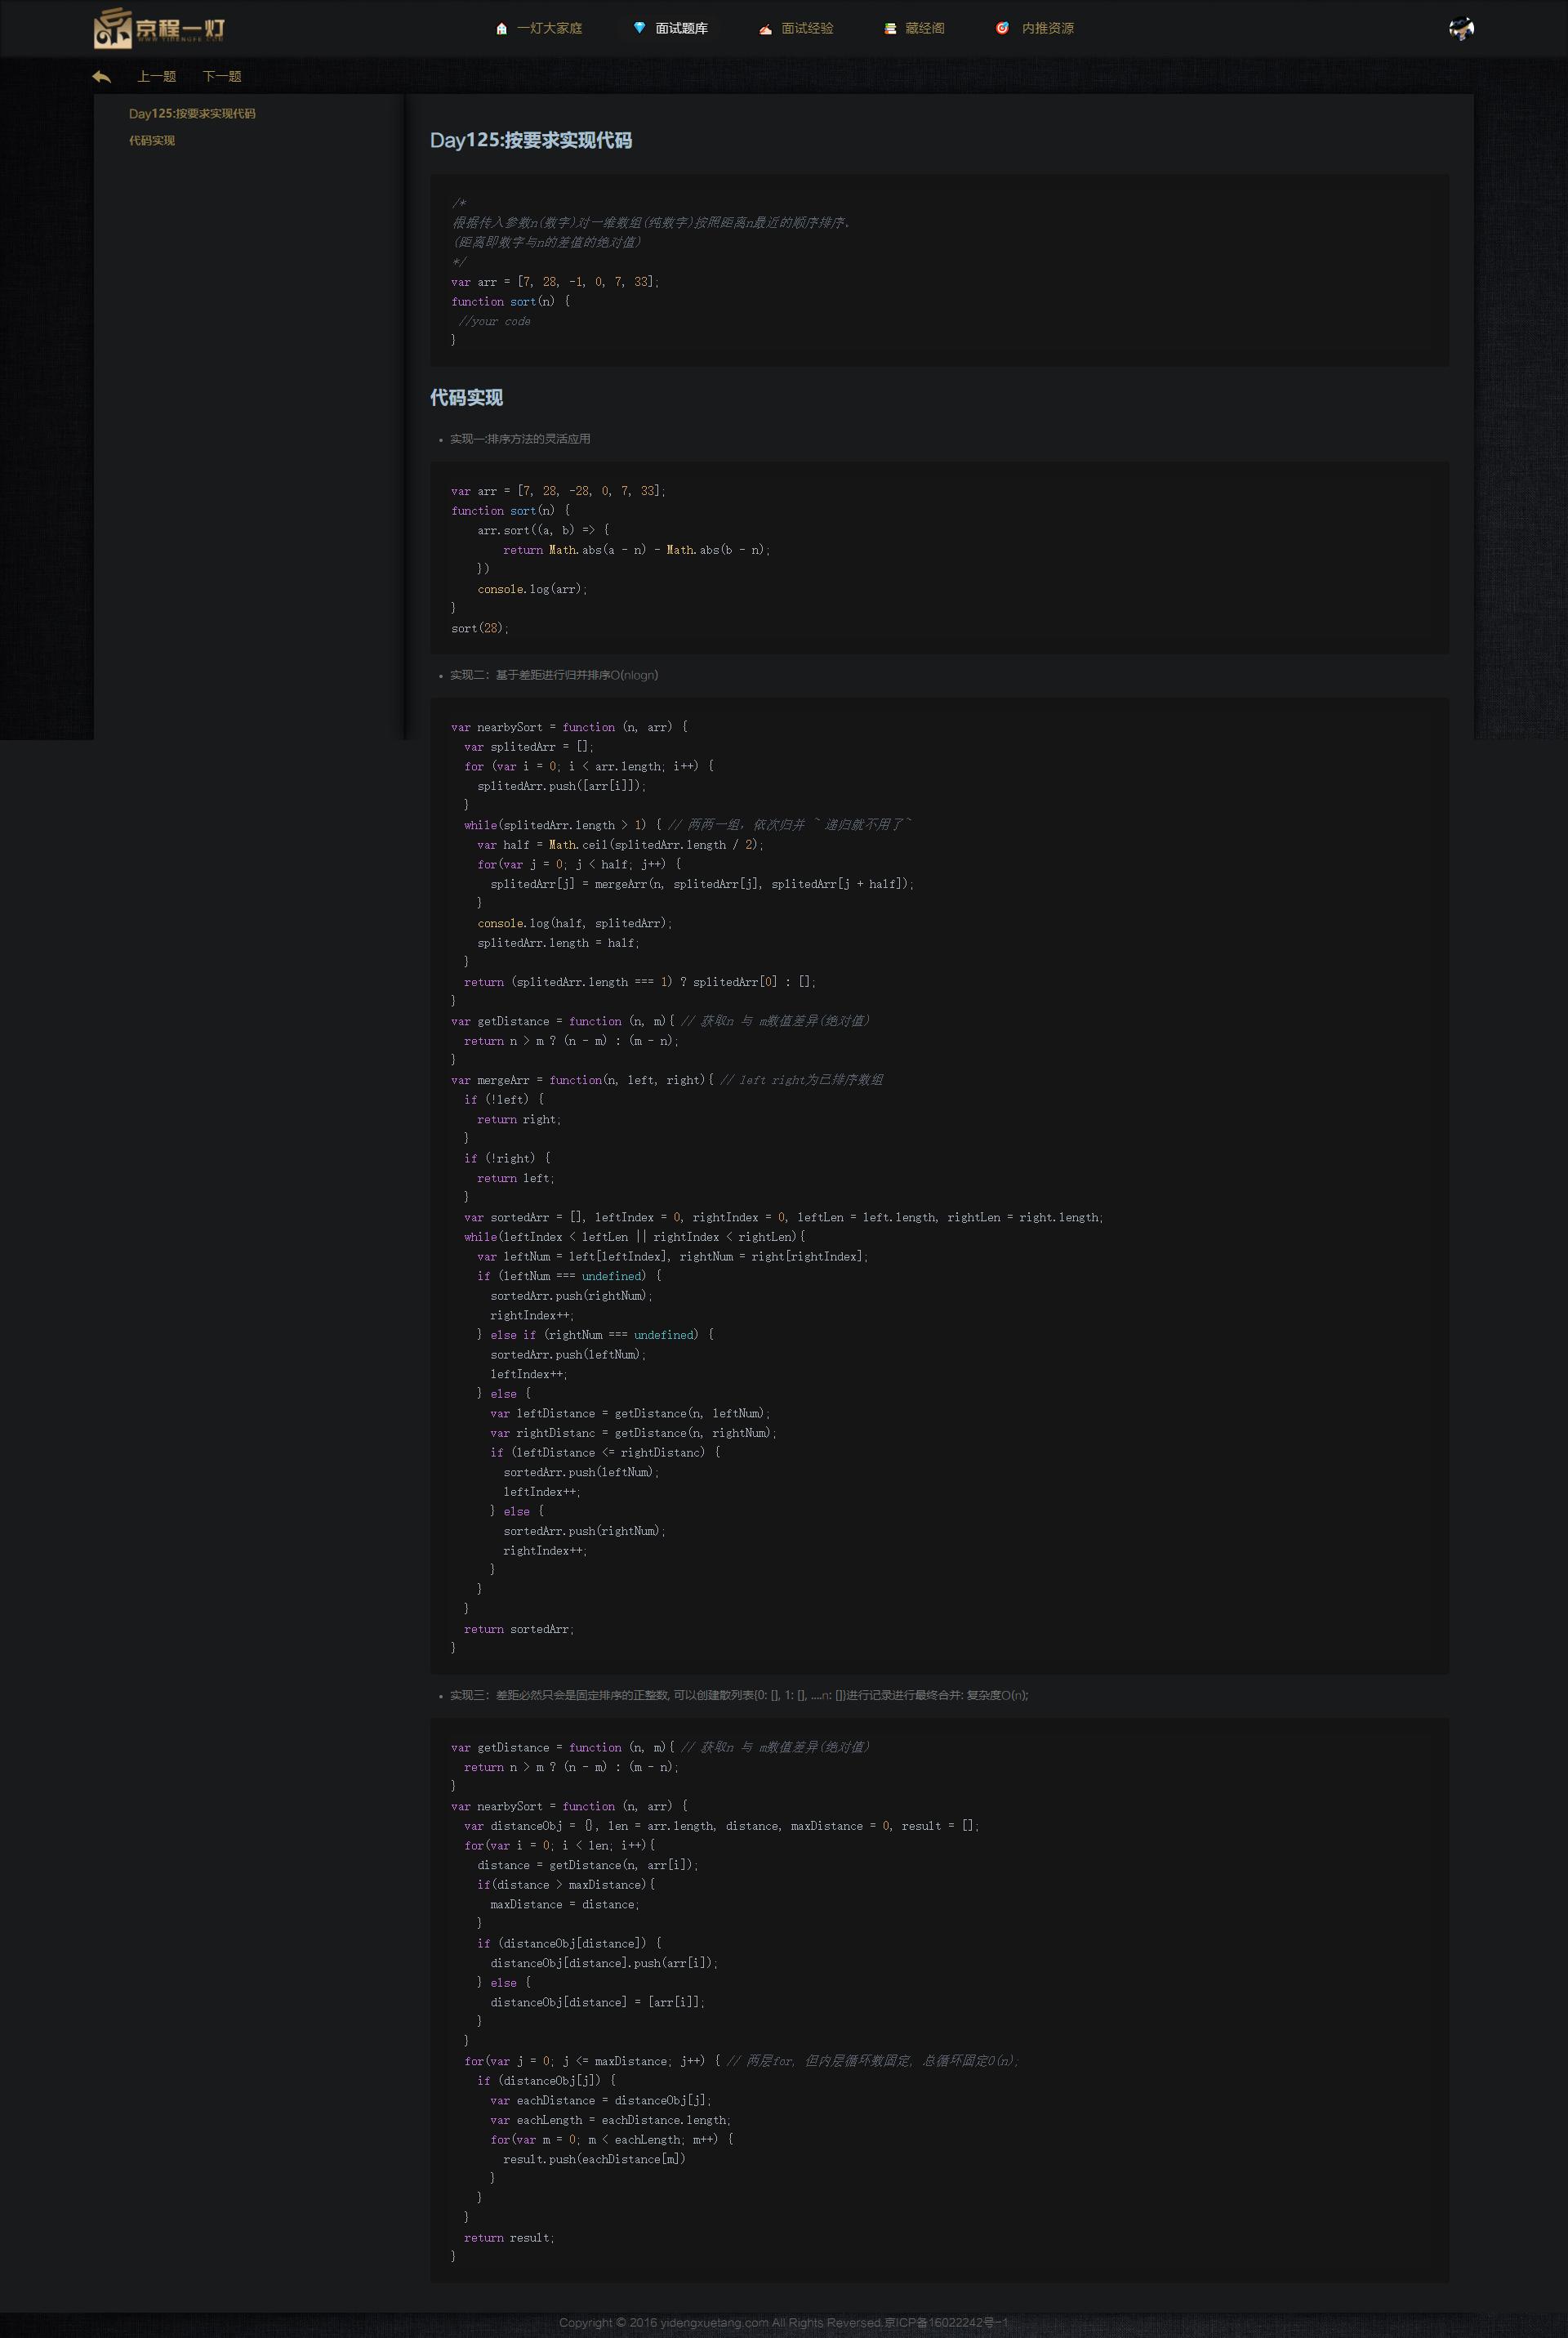 京程一灯
WWW.YIDENGFE.COM
一灯大家庭
面试题库
面试经验
藏经阁
内推资源
上一题 下一题
Day125:按要求实现代码
代码实现
Day125:按要求实现代码
/*
根据传入参数n(数字)对一维数组(纯数字)按照距离n最近的顺序排序。
(距离即数字与n的差值的绝对值)
*/
var arr = [7, 28, -1, 0, 7, 33];
function sort(n) {
 //your code
}
代码实现
• 实现一:排序方法的灵活应用
var arr = [7, 28, -28, 0, 7, 33];
function sort(n) {
    arr.sort((a, b) => {
        return Math.abs(a - n) - Math.abs(b - n);
    })
    console.log(arr);
}
sort(28);
• 实现二：基于差距进行归并排序O(nlogn)
var nearbySort = function (n, arr) {
  var splitedArr = [];
  for (var i = 0; i < arr.length; i++) {
    splitedArr.push([arr[i]]);
  }
  while(splitedArr.length > 1) { // 两两一组，依次归并 ~ 递归就不用了~
    var half = Math.ceil(splitedArr.length / 2);
    for(var j = 0; j < half; j++) {
      splitedArr[j] = mergeArr(n, splitedArr[j], splitedArr[j + half]);
    }
    console.log(half, splitedArr);
    splitedArr.length = half;
  }
  return (splitedArr.length === 1) ? splitedArr[0] : [];
}
var getDistance = function (n, m){ // 获取n 与 m数值差异(绝对值)
  return n > m ? (n - m) : (m - n);
}
var mergeArr = function(n, left, right){ // left right为已排序数组
  if (!left) {
    return right;
  }
  if (!right) {
    return left;
  }
  var sortedArr = [], leftIndex = 0, rightIndex = 0, leftLen = left.length, rightLen = right.length;
  while(leftIndex < leftLen || rightIndex < rightLen){
    var leftNum = left[leftIndex], rightNum = right[rightIndex];
    if (leftNum === undefined) {
      sortedArr.push(rightNum);
      rightIndex++;
    } else if (rightNum === undefined) {
      sortedArr.push(leftNum);
      leftIndex++;
    } else {
      var leftDistance = getDistance(n, leftNum);
      var rightDistanc = getDistance(n, rightNum);
      if (leftDistance <= rightDistanc) {
        sortedArr.push(leftNum);
        leftIndex++;
      } else {
        sortedArr.push(rightNum);
        rightIndex++;
      }
    }
  }
  return sortedArr;
}
• 实现三：差距必然只会是固定排序的正整数, 可以创建散列表{0: [], 1: [], ....n: []}进行记录进行最终合并: 复杂度O(n);
var getDistance = function (n, m){ // 获取n 与 m数值差异(绝对值)
  return n > m ? (n - m) : (m - n);
}
var nearbySort = function (n, arr) {
  var distanceObj = {}, len = arr.length, distance, maxDistance = 0, result = [];
  for(var i = 0; i < len; i++){
    distance = getDistance(n, arr[i]);
    if(distance > maxDistance){
      maxDistance = distance;
    }
    if (distanceObj[distance]) {
      distanceObj[distance].push(arr[i]);
    } else {
      distanceObj[distance] = [arr[i]];
    }
  }
  for(var j = 0; j <= maxDistance; j++) { // 两层for, 但内层循环数固定, 总循环固定O(n);
    if (distanceObj[j]) {
      var eachDistance = distanceObj[j];
      var eachLength = eachDistance.length;
      for(var m = 0; m < eachLength; m++) {
        result.push(eachDistance[m])
      }
    }
  }
  return result;
}
Copyright © 2016 yidengxuetang.com All Rights Reversed.京ICP备16022242号-1